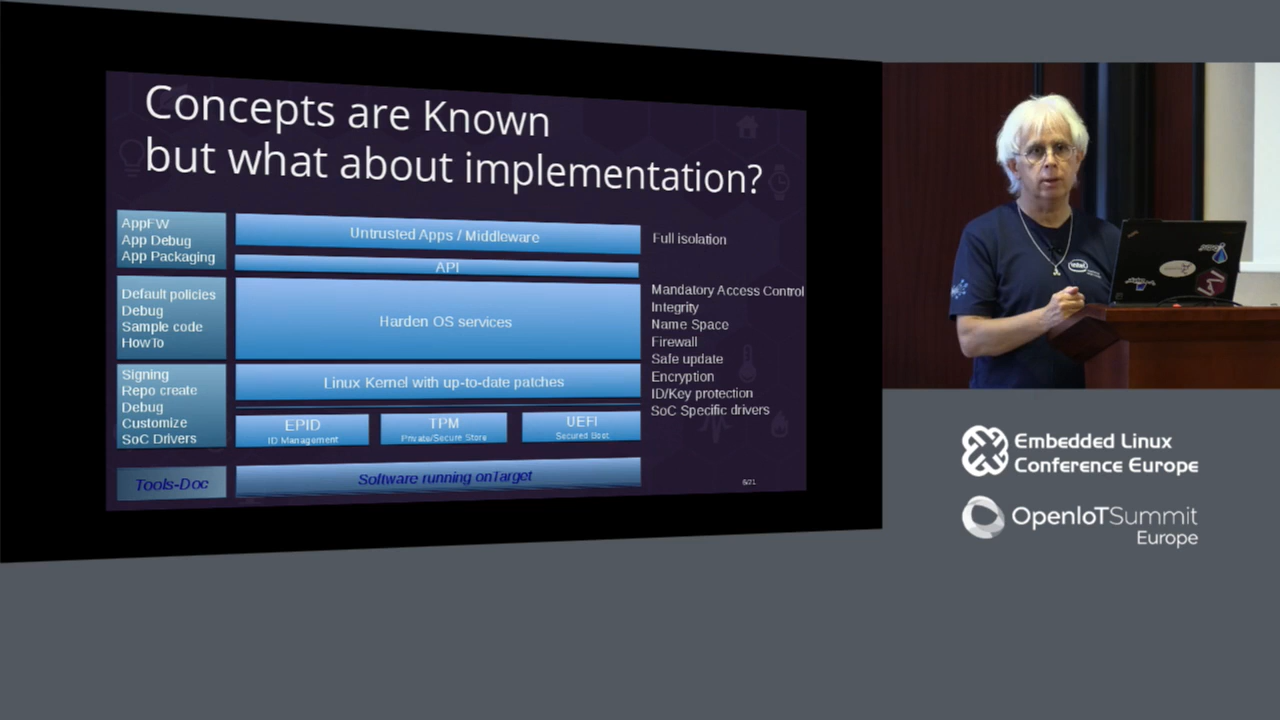 Concepts are Known
but what about implementation?
AppFW
App Debug
App Packaging
Untrusted Apps / Middleware
API
Full isolation
Default policies
Debug
Sample code
HowTo
Harden OS services
Mandatory Access Control
Integrity
Name Space
Firewall
Safe update
Encryption
ID/Key protection
SoC Specific drivers
Signing
Repo create
Debug
Customize
SoC Drivers
Linux Kernel with up-to-date patches
EPID
ID Management
TPM
Private/Secure Store
UEFI
Secured Boot
Tools-Doc
Software running onTarget
6/21
intel
Embedded Linux
Conference Europe
OpenIoTSummit
Europe